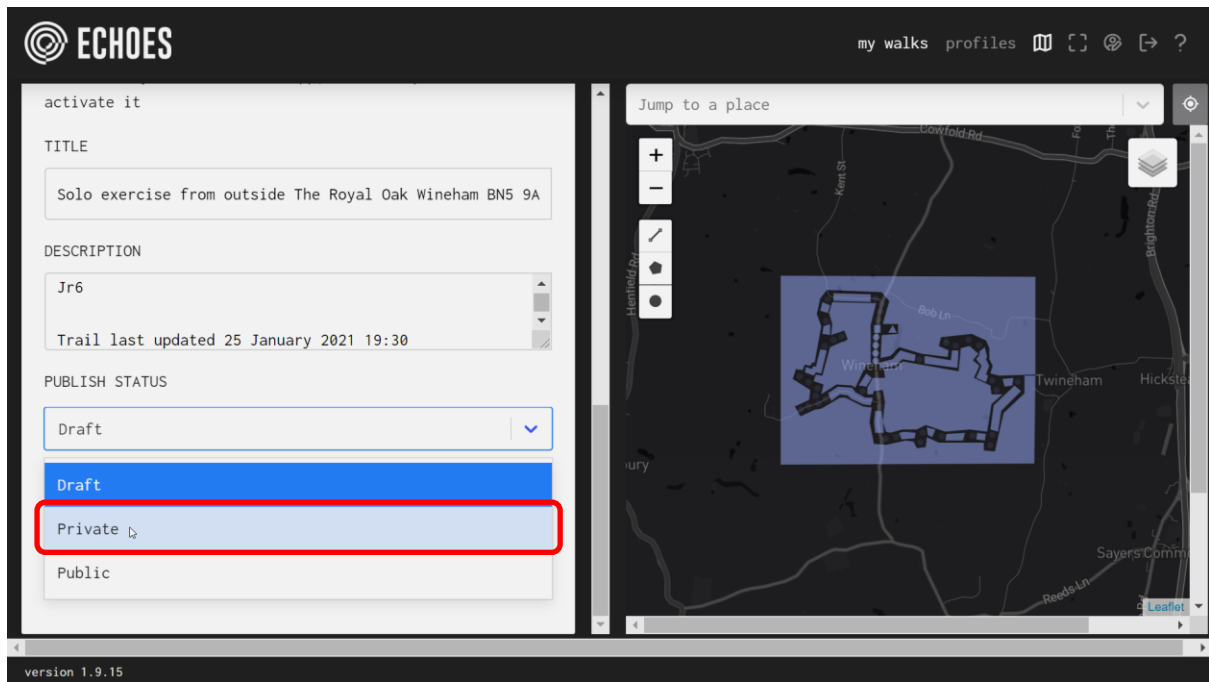 ECHOES
my walks profiles
?
activate it
TITLE
Solo exercise from outside The Royal Oak Wineham BN5 9A
DESCRIPTION
Jr6
Trail last updated 25 January 2021 19:30
PUBLISH STATUS
Draft
Draft
Private
Public
Jump to a place
+
−
Cowfold Rd
Kent St
Brighton Rd
Henfield Rd
Bob Ln
Wineham
Twineham
Hickste
bury
Sayers Comm
Reeds Ln
Rd
Leaflet
version 1.9.15